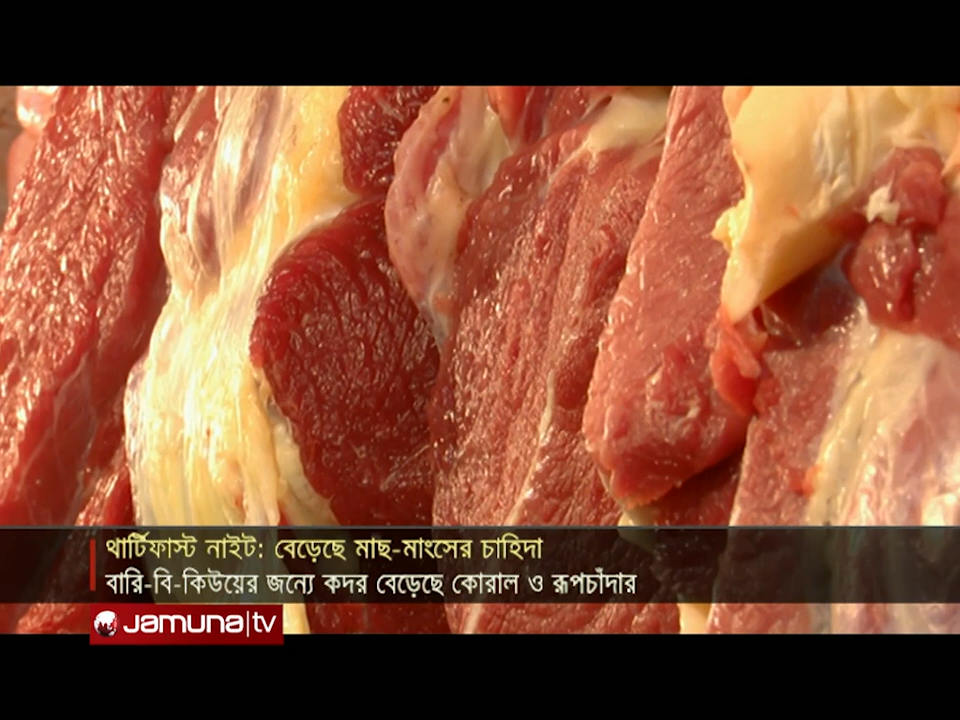 থার্টিফাস্ট নাইট: বেড়েছে মাছ-মাংসের চাহিদা
বারি-বি-কিউয়ের জন্যে কদর বেড়েছে কোরাল ও রূপচাঁদার
Jamuna|tv